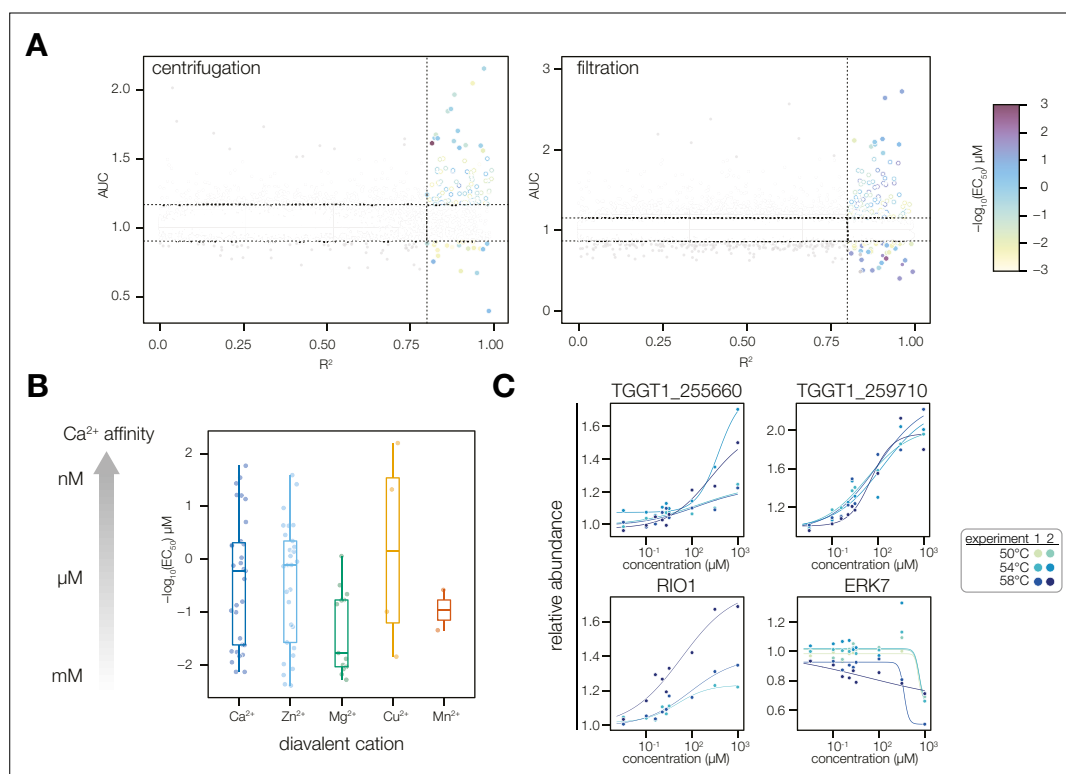 A
centrifugation
2.0
1.5
1.0
0.5
AUC
0.0 0.25 0.50 0.75 1.00
R²
filtration
3
2
1
0
AUC
0.0 0.25 0.50 0.75 1.00
R²
3
2
1
0
−1
−2
−3
−log₁₀(EC₅₀) μM
B
Ca²⁺ affinity
nM
μM
mM
2
1
0
−1
−2
−log₁₀(EC₅₀) μM
Ca²⁺ Zn²⁺ Mg²⁺ Cu²⁺ Mn²⁺
diavalent cation
C
relative abundance
TGGT1_255660
1.6
1.4
1.2
1.0
10⁻¹ 10² 10³
concentration (μM)
TGGT1_259710
2.0
1.5
1.0
10⁻¹ 10² 10³
concentration (μM)
RIO1
1.6
1.4
1.2
1.0
10⁻¹ 10² 10³
concentration (μM)
ERK7
1.2
1.0
0.8
0.6
10⁻¹ 10² 10³
concentration (μM)
experiment 1 2
50°C
54°C
58°C